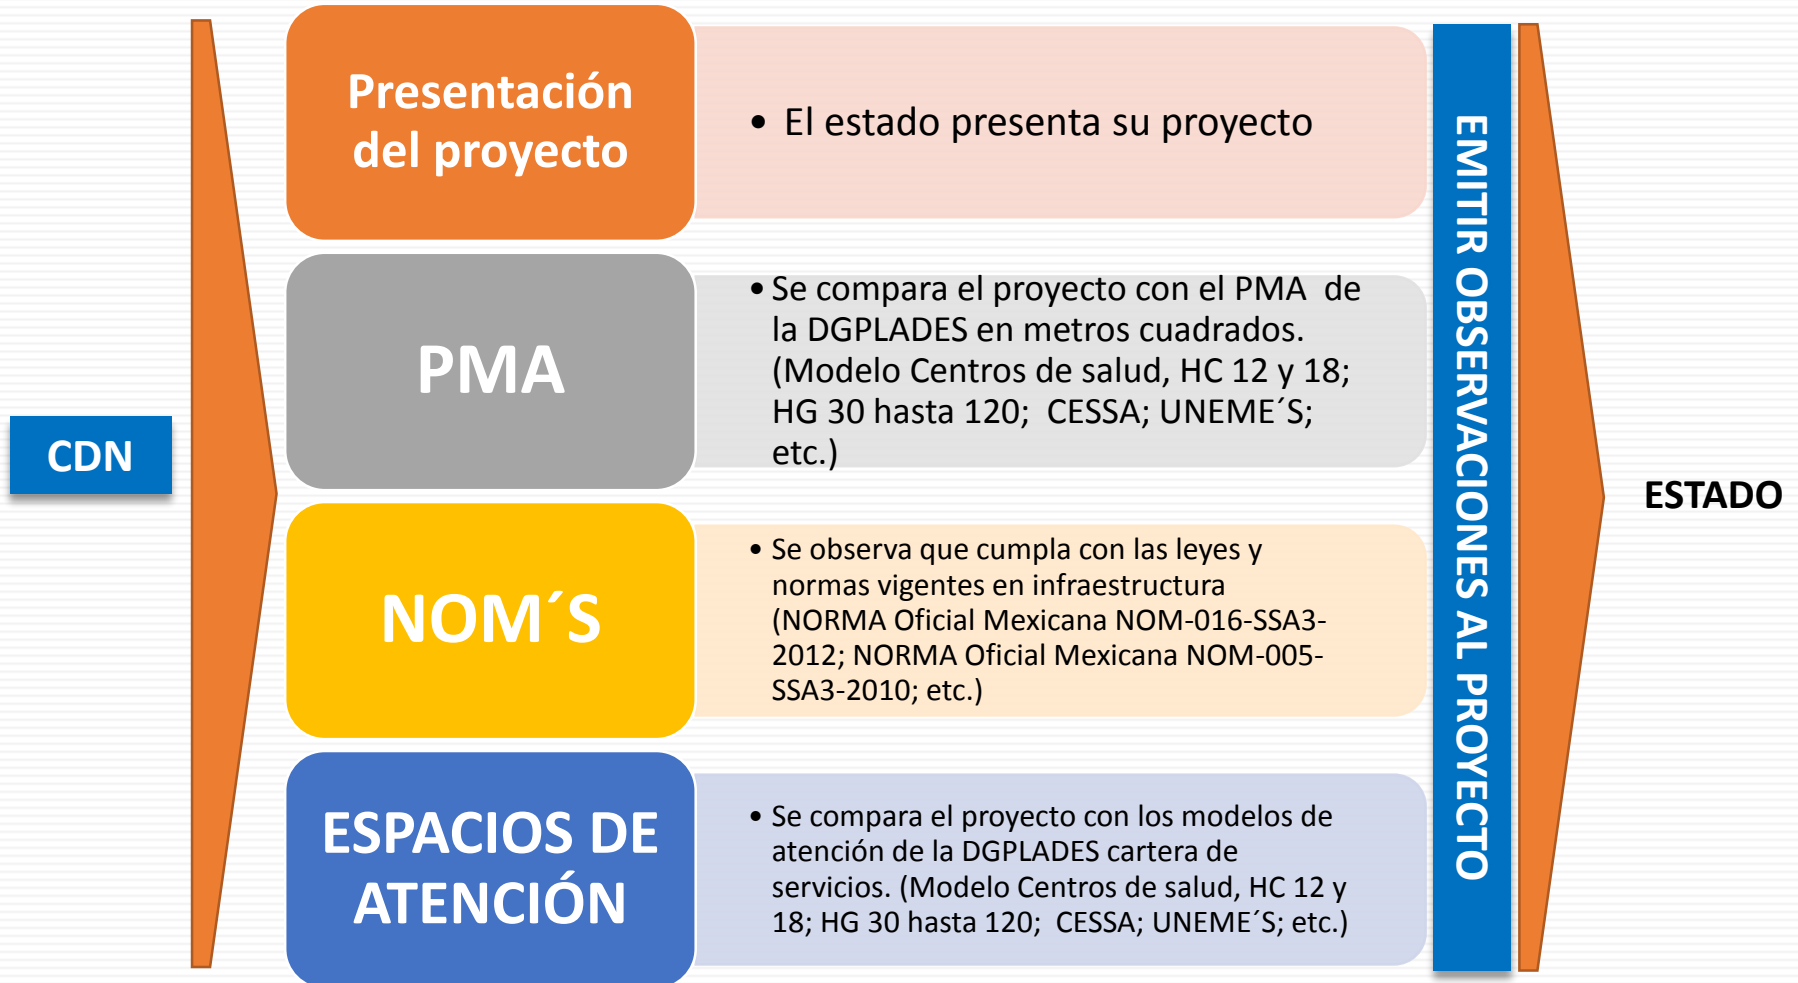 CDN
Presentación
del proyecto
• El estado presenta su proyecto
PMA
• Se compara el proyecto con el PMA de
la DGPLADES en metros cuadrados.
(Modelo Centros de salud, HC 12 y 18;
HG 30 hasta 120; CESSA; UNEME´S;
etc.)
NOM´S
• Se observa que cumpla con las leyes y
normas vigentes en infraestructura
(NORMA Oficial Mexicana NOM-016-SSA3-
2012; NORMA Oficial Mexicana NOM-005-
SSA3-2010; etc.)
ESPACIOS DE
ATENCIÓN
• Se compara el proyecto con los modelos de
atención de la DGPLADES cartera de
servicios. (Modelo Centros de salud, HC 12 y
18; HG 30 hasta 120; CESSA; UNEME´S; etc.)
EMITIR OBSERVACIONES AL PROYECTO
ESTADO